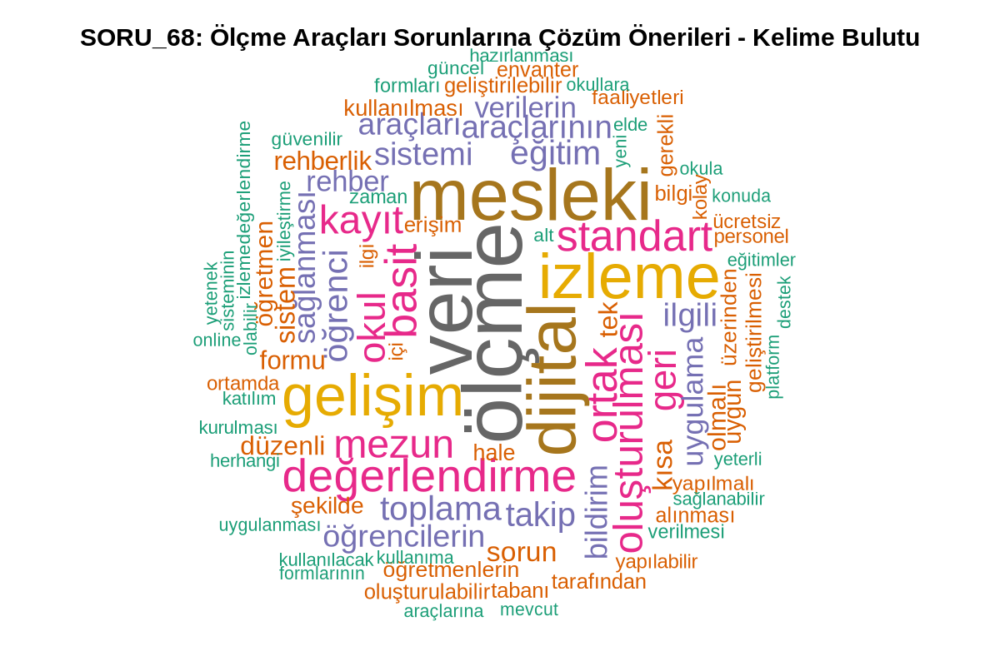 SORU_68: Ölçme Araçları Sorunlarına Çözüm Önerileri - Kelime Bulutu
hazırlanması
güncel
envanter
formları
geliştirilebilir
okullara
faaliyetleri
kullanılması
verilerin
araçları
araçlarının
elde
gerekli
güvenilir
yeni
rehberlik
sistemi
eğitim
okula
rehber
zaman
mesleki
bilgi
kolay
konuda
izlemedeğerlendirme
iyileştirme
sağlanması
kayıt
erişim
alt
standart
ücretsiz
personel
öğretmen
ilgi
veri
ölçme
izleme
eğitimler
yetenek
sisteminin
sistem
öğrenci
okul
basit
dijital
tek
ilgili
üzerinden
geliştirilmesi
destek
online
olabilir
içi
formu
ortak
oluşturulması
geri
uygulama
platform
ortamda
katılım
gelişim
olmalı
uygun
kurulması
düzenli
mezun
hale
kısa
yeterli
herhangi
değerlendirme
yapılmalı
sağlanabilir
şekilde
toplama
takip
bildirim
alınması
verilmesi
uygulanması
öğrencilerin
sorun
yapılabilir
kullanılacak
kullanıma
formlarının
öğretmenlerin
tarafından
oluşturulabilir
tabanı
araçlarına
mevcut